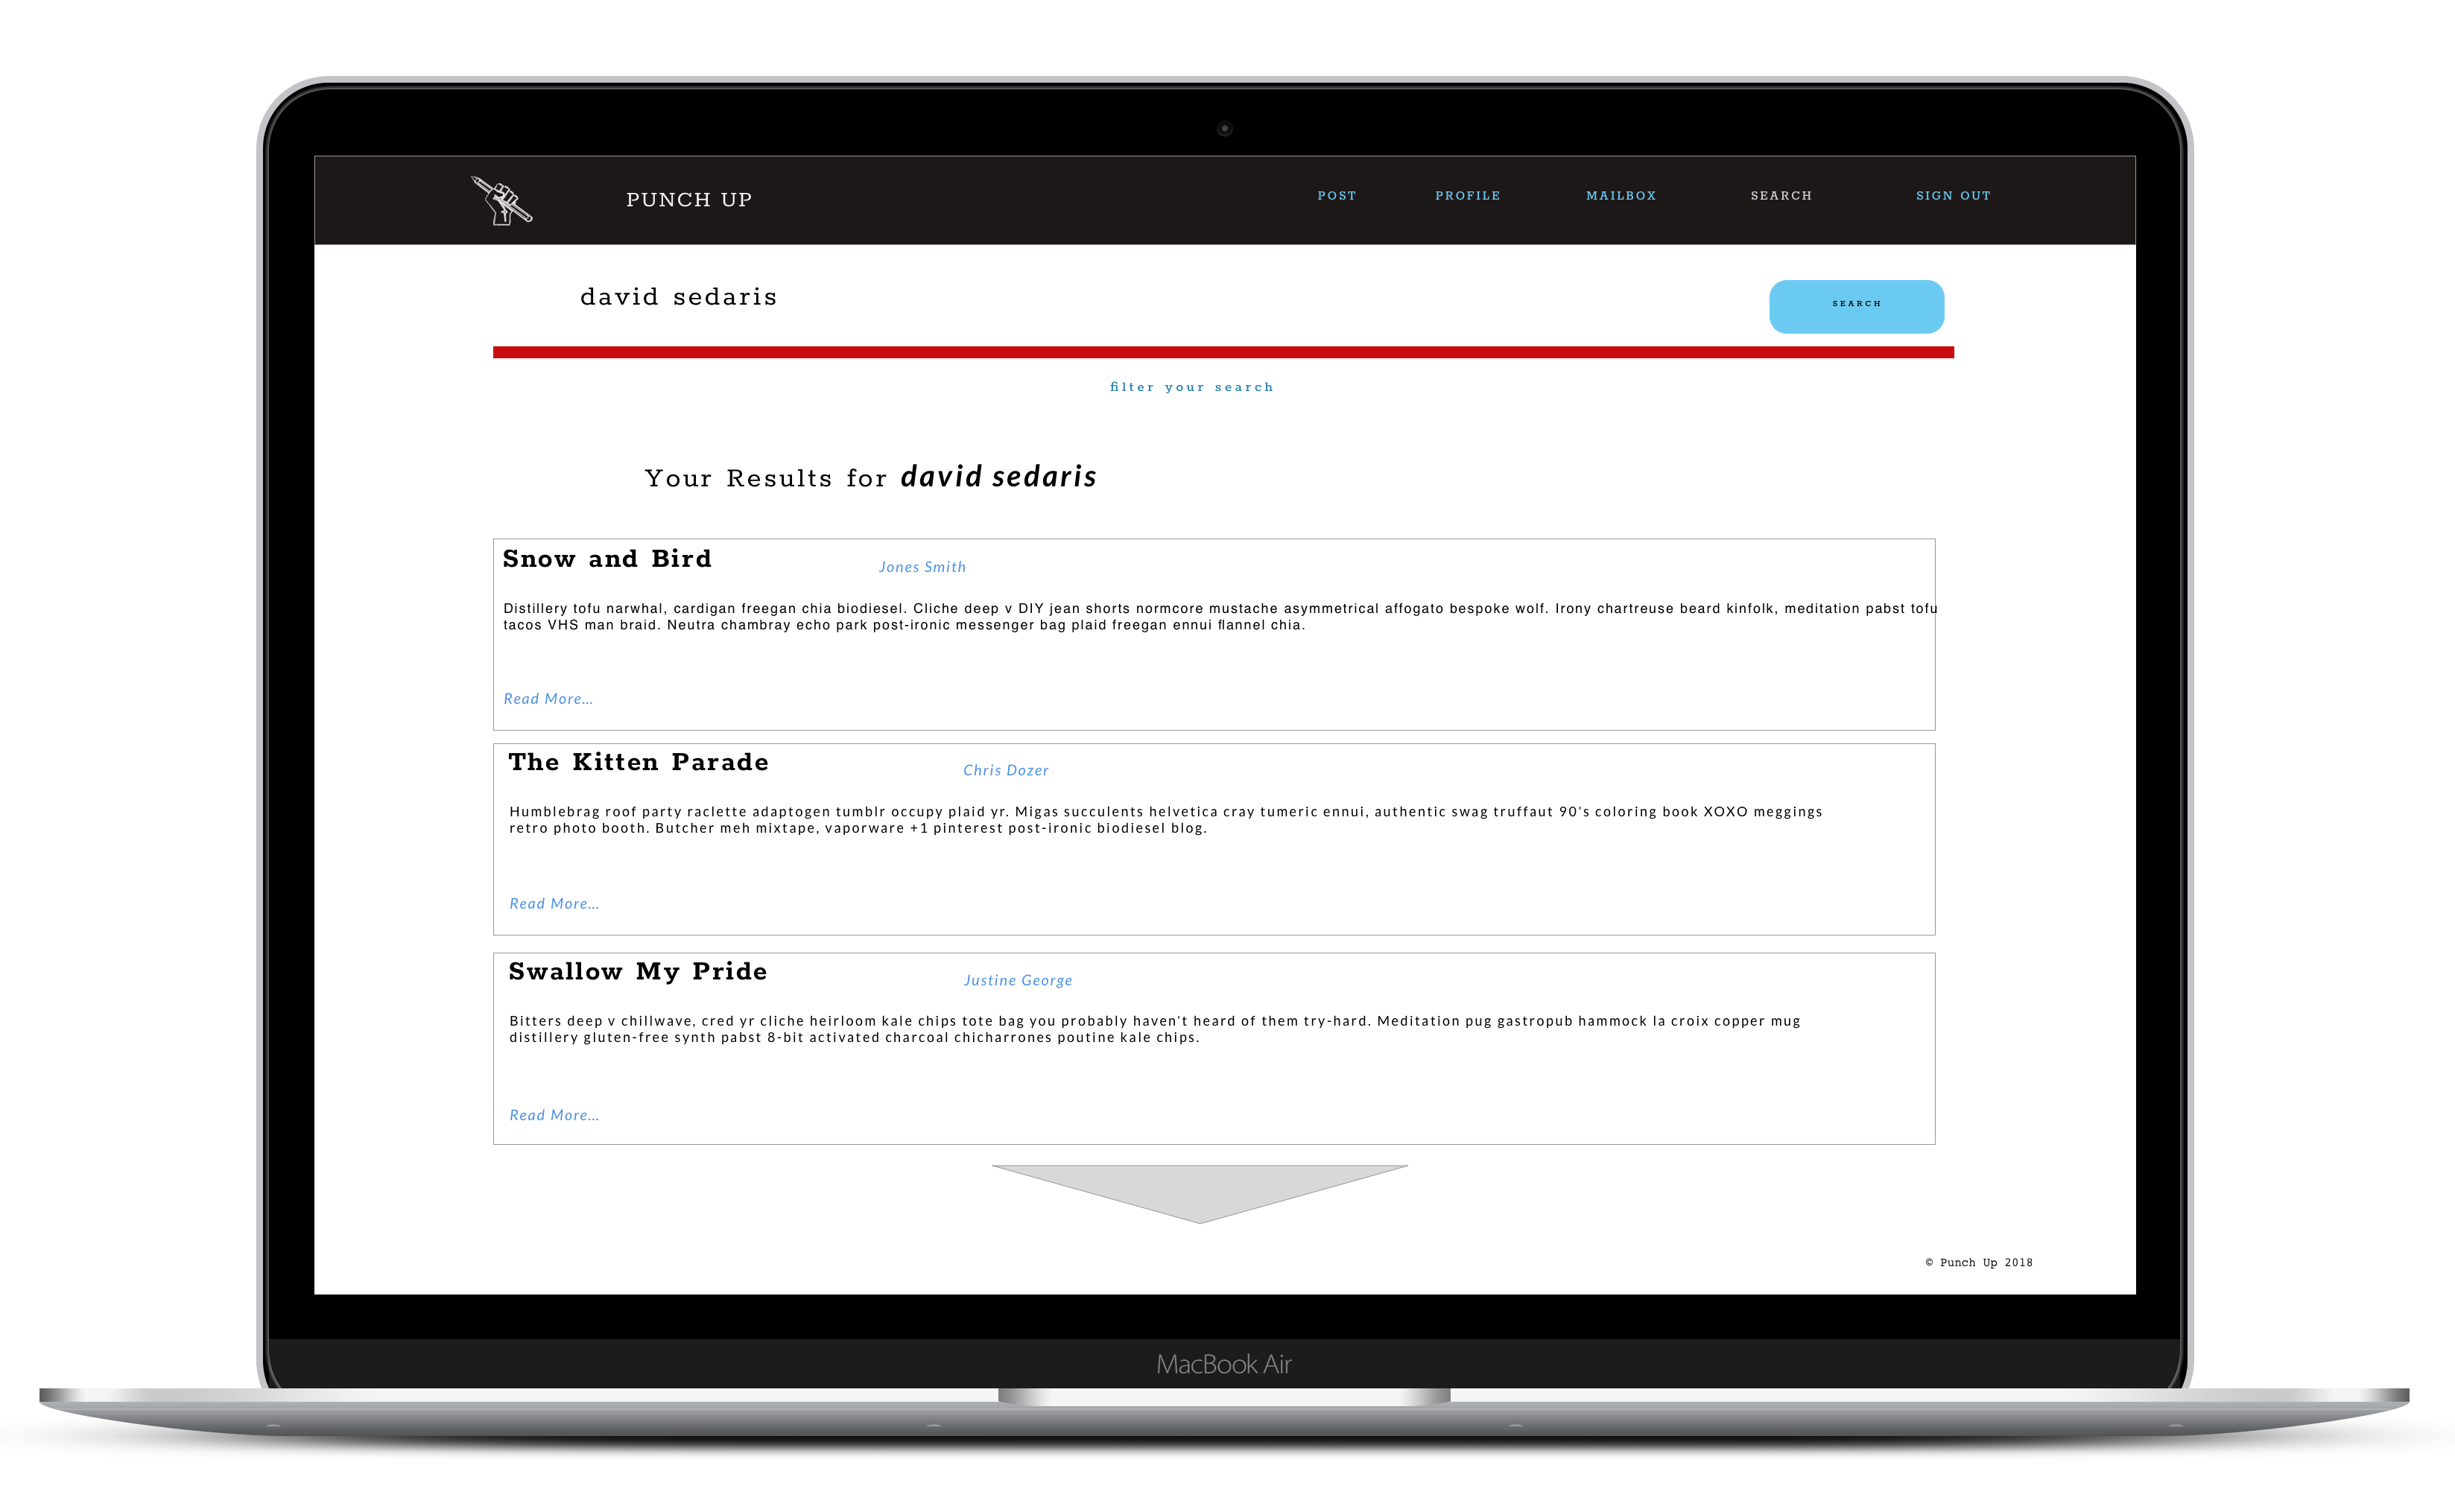 PUNCH UP
POST PROFILE MAILBOX SEARCH SIGN OUT
david sedaris
SEARCH
filter your search
Your Results for david sedaris
Snow and Bird
Jones Smith
Distillery tofu narwhal, cardigan freegan chia biodiesel. Cliche deep v DIY jean shorts normcore mustache asymmetrical affogato bespoke wolf. Irony chartreuse beard kinfolk, meditation pabst tofu
tacos VHS man braid. Neutra chambray echo park post-ironic messenger bag plaid freegan ennui flannel chia.
Read More...
The Kitten Parade
Chris Dozer
Humblebrag roof party raclette adaptogen tumblr occupy plaid yr. Migas succulents helvetica cray tumeric ennui, authentic swag truffaut 90's coloring book XOXO meggings
retro photo booth. Butcher meh mixtape, vaporware +1 pinterest post-ironic biodiesel blog.
Read More...
Swallow My Pride
Justine George
Bitters deep v chillwave, cred yr cliche heirloom kale chips tote bag you probably haven't heard of them try-hard. Meditation pug gastropub hammock la croix copper mug
distillery gluten-free synth pabst 8-bit activated charcoal chicharrones poutine kale chips.
Read More...
© Punch Up 2018
MacBook Air